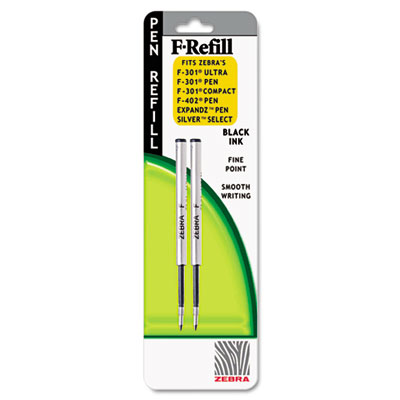 PEN REFILL
F-Refill
FITS ZEBRA'S
F-301® ULTRA
F-301® PEN
F-301® COMPACT
F-402® PEN
EXPANDZ™ PEN
SILVER™ SELECT
BLACK
INK
FINE
POINT
SMOOTH
WRITING
ZEBRA F
ZEBRA F
ZEBRA